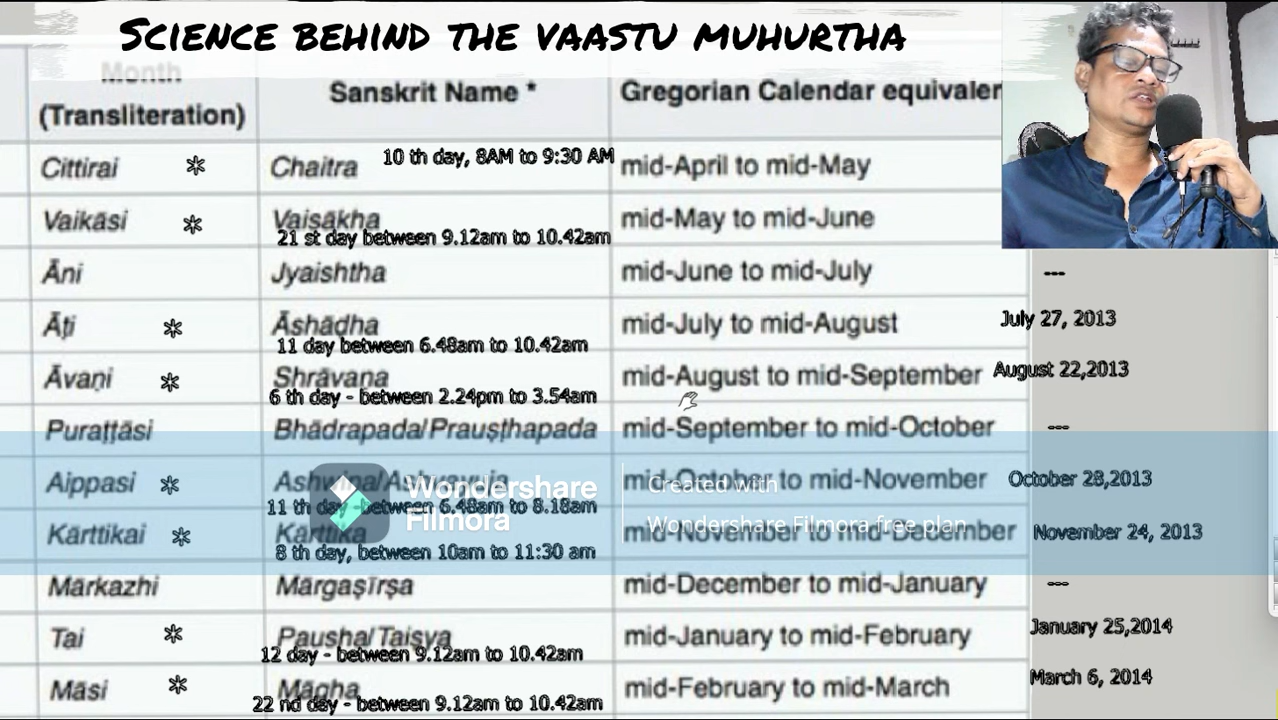 SCIENCE BEHIND THE VAASTU MUHURTHA
Month
(Transliteration)
Sanskrit Name *
Gregorian Calendar equivalen
Cittirai * Chaitra 10 th day, 8AM to 9:30 AM mid-April to mid-May
Vaikāsi * Vaisākha mid-May to mid-June
21 st day between 9.12am to 10.42am
Āni Jyaishtha mid-June to mid-July ---
Āṭi * Āshādha mid-July to mid-August July 27, 2013
11 day between 6.48am to 10.42am
Āvaṇi * Shrāvana mid-August to mid-September August 22,2013
6 th day - between 2.24pm to 3.54am
Puraṭṭāsi Bhādrapada/Prauṣṭhapada mid-September to mid-October ---
Aippasi * mid-October to mid-November October 28,2013
Wondershare
Filmora
Created with
Wondershare Filmora free plan
11 th day- between 6.48am to 8.18am
Kārttikai * Kārttika mid-November to mid-December November 24, 2013
8 th day, between 10am to 11:30 am
Mārkazhi Mārgaṣīrṣa mid-December to mid-January ---
Tai * Pausha/Taisya mid-January to mid-February January 25,2014
12 day - between 9.12am to 10.42am
Māsi * Māgha mid-February to mid-March March 6, 2014
22 nd day - between 9.12am to 10.42am